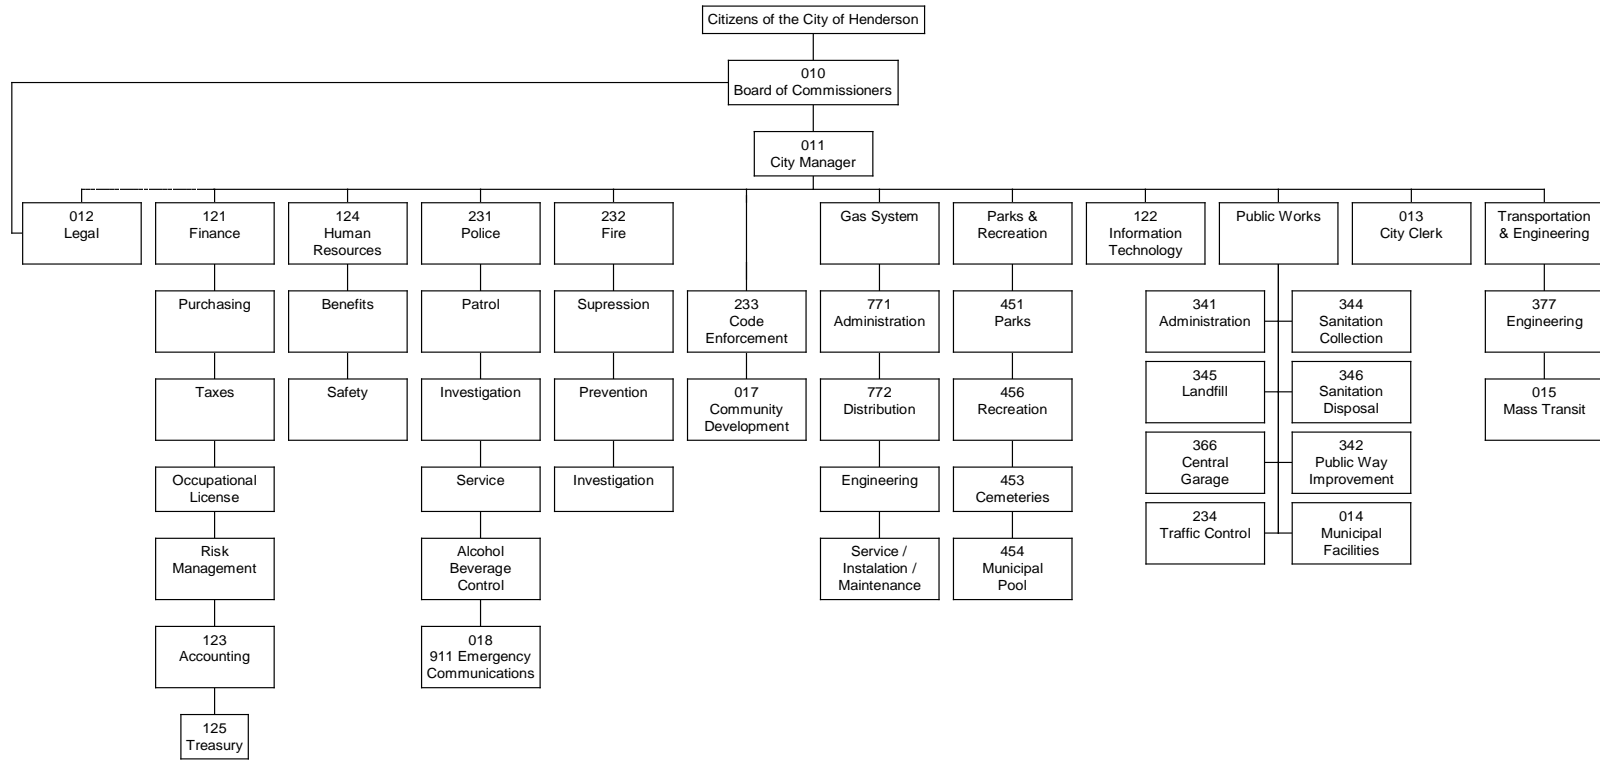 Citizens of the City of Henderson
010
Board of Commissioners
011
City Manager
012
Legal
121
Finance
124
Human
Resources
231
Police
232
Fire
Gas System
Parks &
Recreation
122
Information
Technology
Public Works
013
City Clerk
Transportation
& Engineering
Purchasing
Taxes
Occupational
License
Risk
Management
123
Accounting
125
Treasury
Benefits
Safety
Patrol
Investigation
Service
Alcohol
Beverage
Control
018
911 Emergency
Communications
Supression
Prevention
Investigation
233
Code
Enforcement
017
Community
Development
771
Administration
772
Distribution
Engineering
Service /
Instalation /
Maintenance
451
Parks
456
Recreation
453
Cemeteries
454
Municipal
Pool
341
Administration
344
Sanitation
Collection
345
Landfill
346
Sanitation
Disposal
366
Central
Garage
342
Public Way
Improvement
234
Traffic Control
014
Municipal
Facilities
377
Engineering
015
Mass Transit